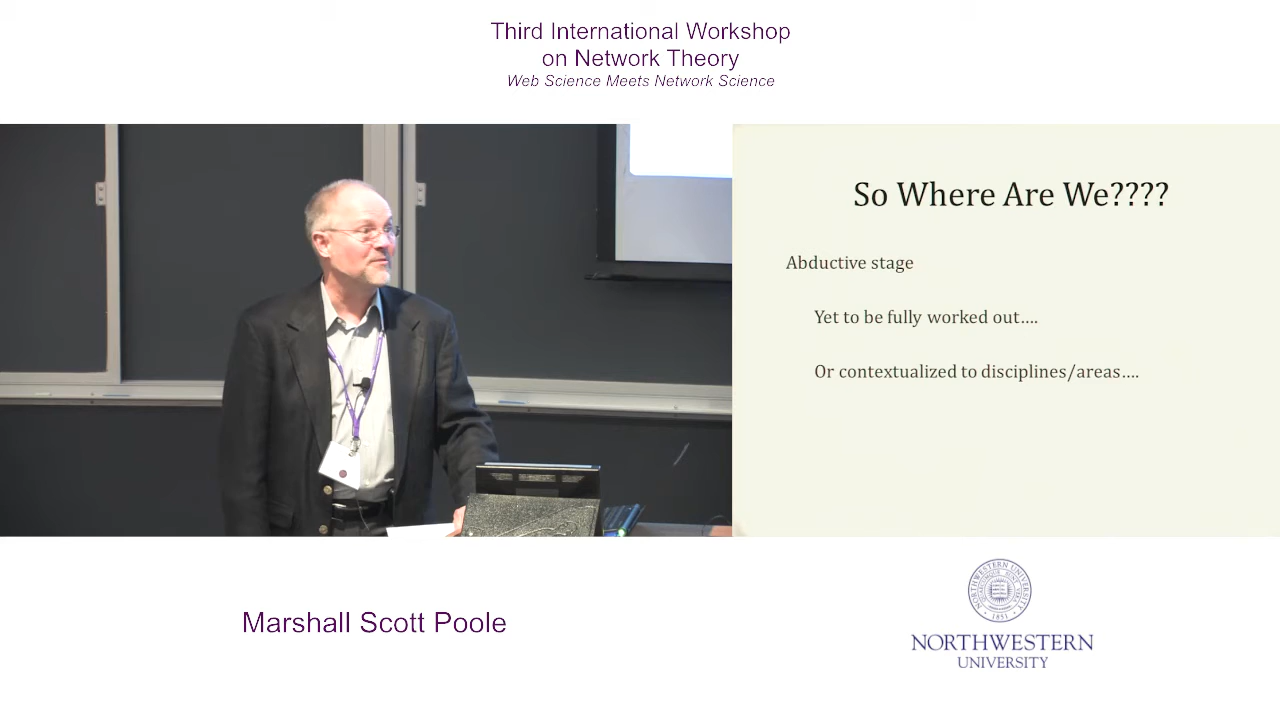 Third International Workshop
on Network Theory
Web Science Meets Network Science
So Where Are We????
Abductive stage
Yet to be fully worked out....
Or contextualized to disciplines/areas....
Marshall Scott Poole
1851
NORTHWESTERN
UNIVERSITY